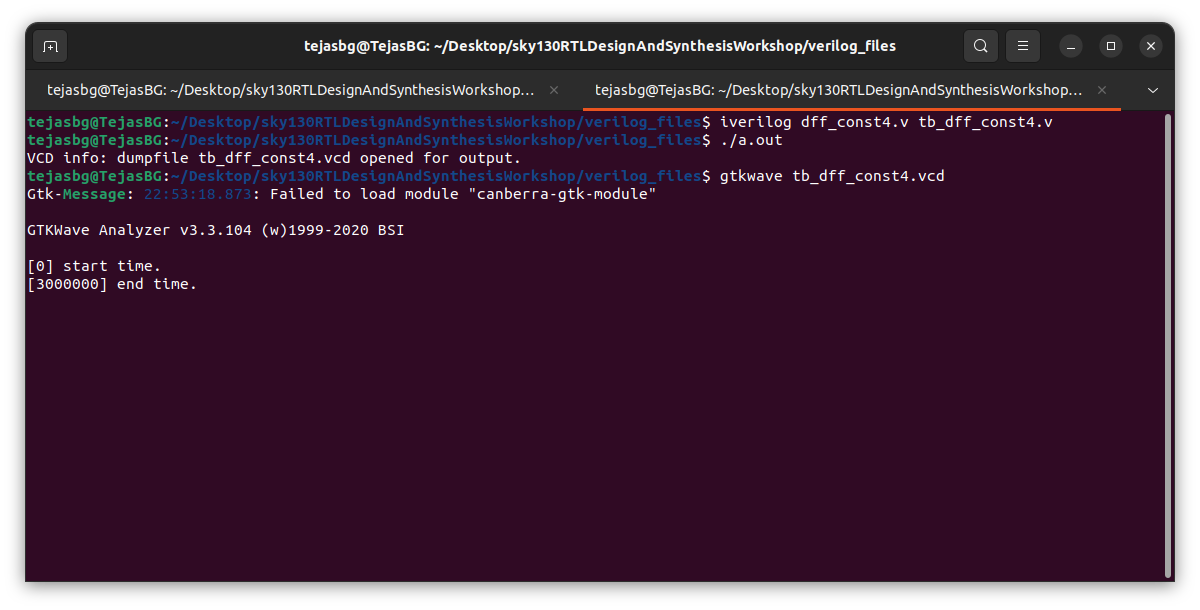 tejasbg@TejasBG: ~/Desktop/sky130RTLDesignAndSynthesisWorkshop/verilog_files
tejasbg@TejasBG: ~/Desktop/sky130RTLDesignAndSynthesisWorkshop... tejasbg@TejasBG: ~/Desktop/sky130RTLDesignAndSynthesisWorkshop...
tejasbg@TejasBG:~/Desktop/sky130RTLDesignAndSynthesisWorkshop/verilog_files$ iverilog dff_const4.v tb_dff_const4.v
tejasbg@TejasBG:~/Desktop/sky130RTLDesignAndSynthesisWorkshop/verilog_files$ ./a.out
VCD info: dumpfile tb_dff_const4.vcd opened for output.
tejasbg@TejasBG:~/Desktop/sky130RTLDesignAndSynthesisWorkshop/verilog_files$ gtkwave tb_dff_const4.vcd
Gtk-Message: 22:53:18.873: Failed to load module "canberra-gtk-module"
GTKWave Analyzer v3.3.104 (w)1999-2020 BSI
[0] start time.
[3000000] end time.